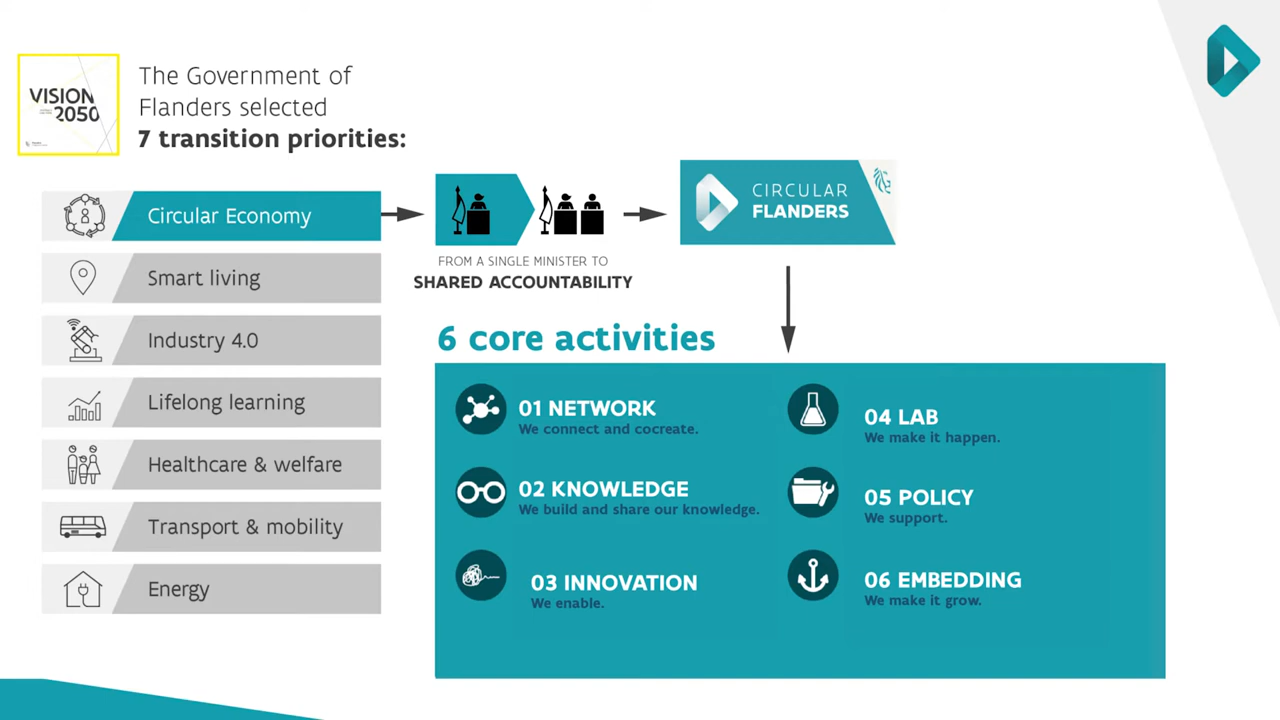 VISION
2050
The Government of
Flanders selected
7 transition priorities:
Circular Economy
Smart living
Industry 4.0
Lifelong learning
Healthcare & welfare
Transport & mobility
Energy
FROM A SINGLE MINISTER TO
SHARED ACCOUNTABILITY
CIRCULAR
FLANDERS
6 core activities
01 NETWORK
We connect and cocreate.
02 KNOWLEDGE
We build and share our knowledge.
03 INNOVATION
We enable.
04 LAB
We make it happen.
05 POLICY
We support.
06 EMBEDDING
We make it grow.